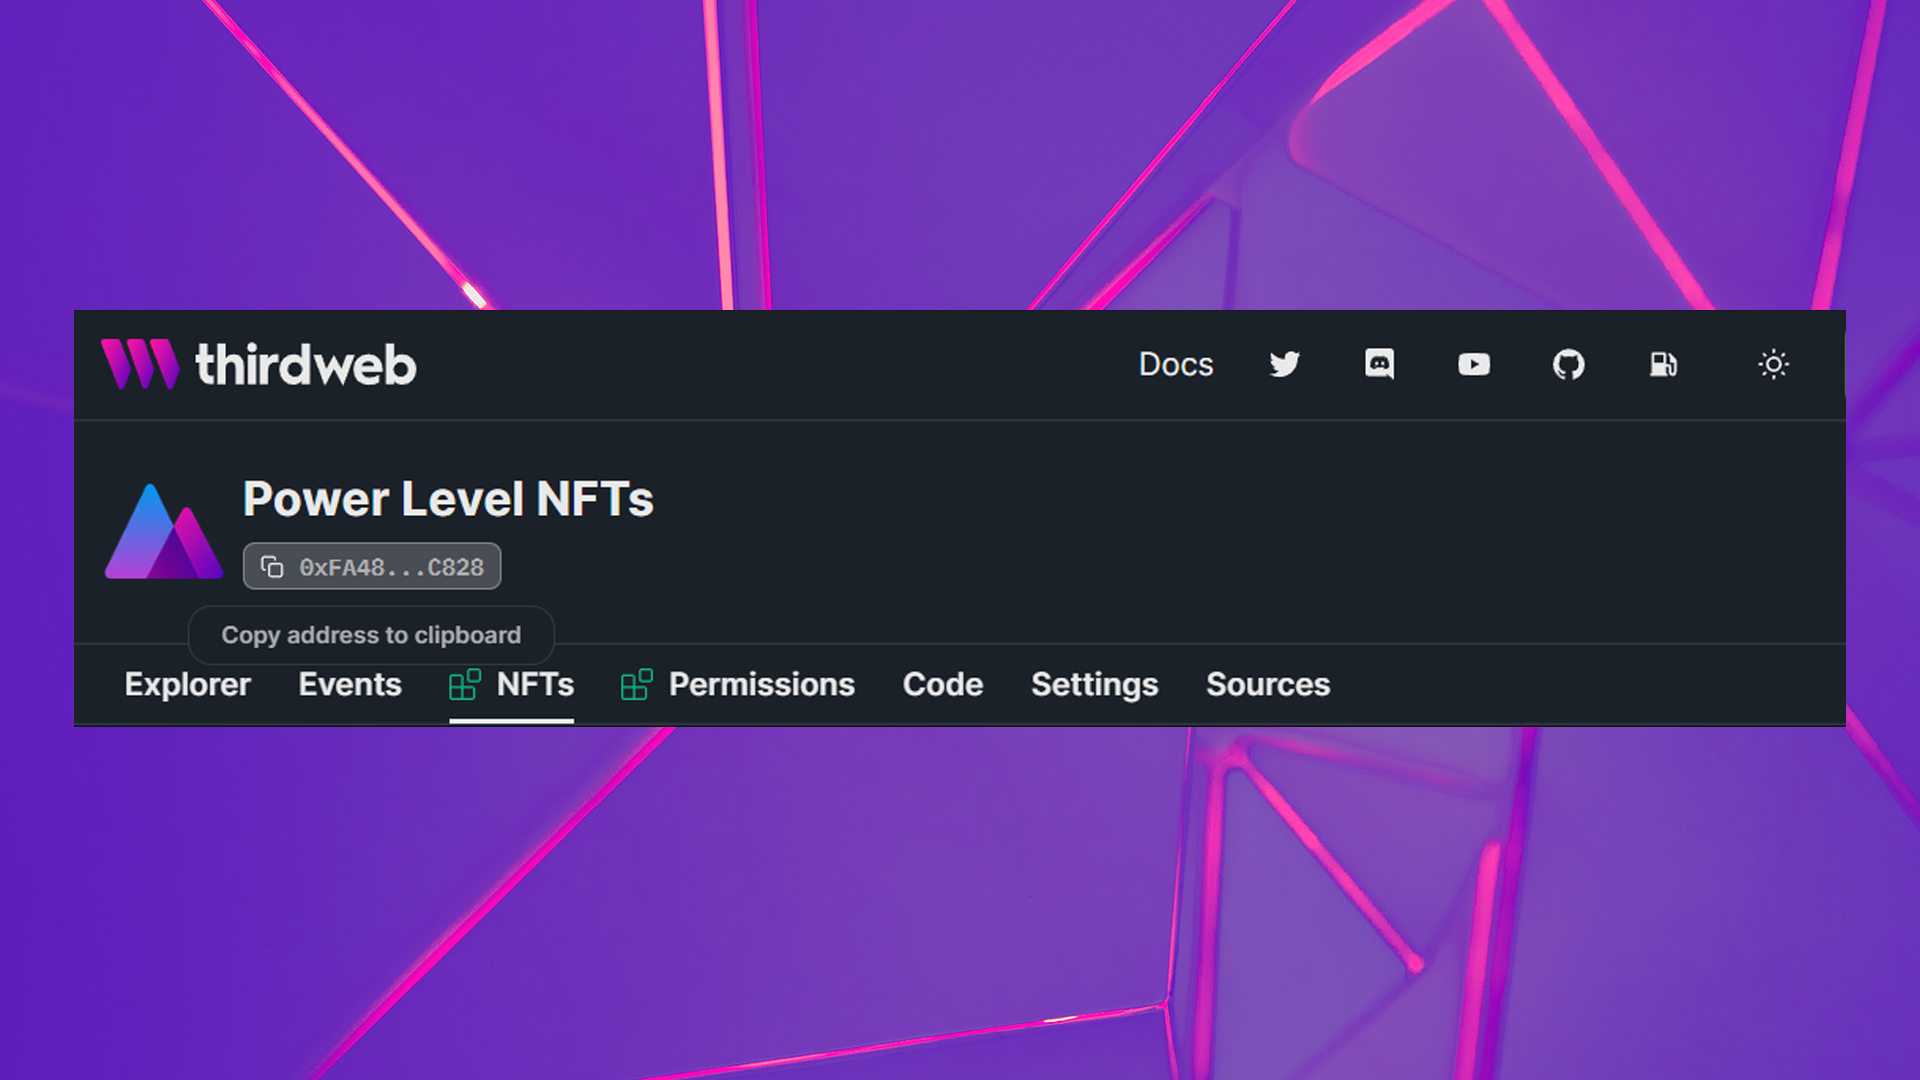 thirdweb
Docs
Power Level NFTs
0xFA48...C828
Copy address to clipboard
Explorer Events NFTs Permissions Code Settings Sources